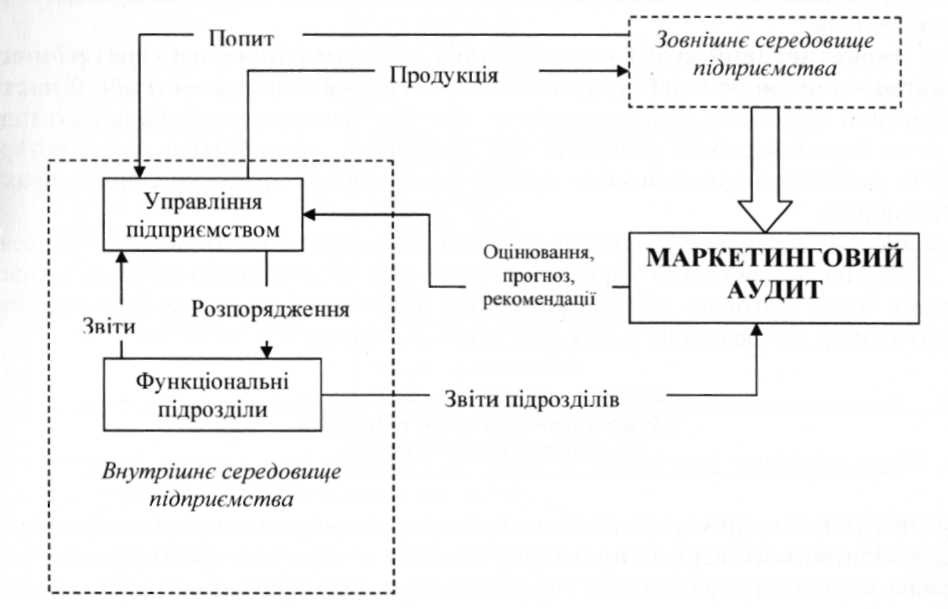 Попит
Зовнішнє середовище
підприємства
Продукція
Управління
підприємством
Оцінювання,
прогноз,
рекомендації
МАРКЕТИНГОВИЙ
АУДИТ
Звіти
Розпорядження
Функціональні
підрозділи
Звіти підрозділів
Внутрішнє середовище
підприємства